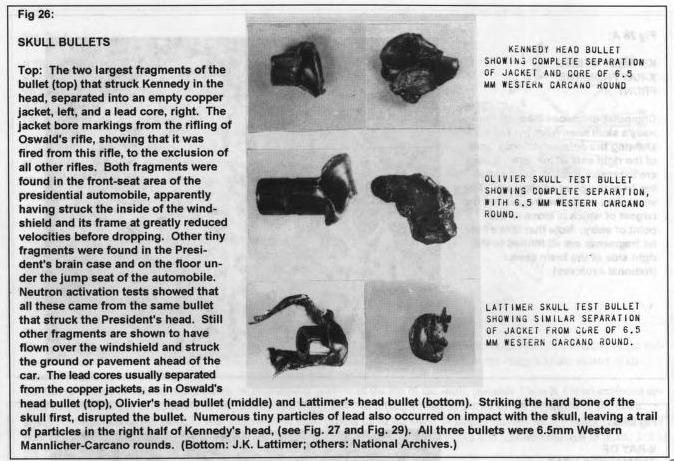 Fig 26:
SKULL BULLETS
Top: The two largest fragments of the
bullet (top) that struck Kennedy in the
head, separated into an empty copper
jacket, left, and a lead core, right. The
jacket bore markings from the rifling of
Oswald's rifle, showing that it was
fired from this rifle, to the exclusion of
all other rifles. Both fragments were
found in the front-seat area of the
presidential automobile, apparently
having struck the inside of the wind-
shield and its frame at greatly reduced
velocities before dropping. Other tiny
fragments were found in the Presi-
dent's brain case and on the floor un-
der the jump seat of the automobile.
Neutron activation tests showed that
all these came from the same bullet
that struck the President's head. Still
other fragments are shown to have
flown over the windshield and struck
the ground or pavement ahead of the
car. The lead cores usually separated
from the copper jackets, as in Oswald's
head bullet (top), Olivier's head bullet (middle) and Lattimer's head bullet (bottom). Striking the hard bone of the
skull first, disrupted the bullet. Numerous tiny particles of lead also occurred on impact with the skull, leaving a trail
of particles in the right half of Kennedy's head, (see Fig. 27 and Fig. 29). All three bullets were 6.5mm Western
Mannlicher-Carcano rounds. (Bottom: J.K. Lattimer; others: National Archives.)
KENNEDY HEAD BULLET
SHOWING COMPLETE SEPARATION
OF JACKET AND CORE OF 6.5
MM WESTERN CARCANO ROUND
OLIVIER SKULL TEST BULLET
SHOWING COMPLETE SEPARATION,
WITH 6.5 MM WESTERN CARCANO
ROUND.
LATTIMER SKULL TEST BULLET
SHOWING SIMILAR SEPARATION
OF JACKET FROM CORE OF 6.5
MM WESTERN CARCANO ROUND.